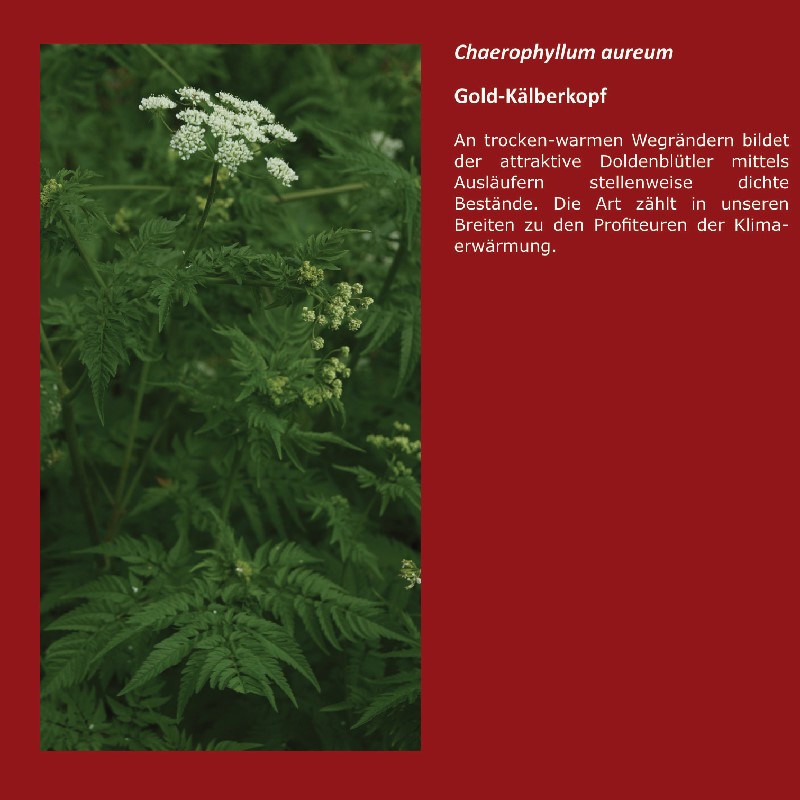 Chaerophyllum aureum
Gold-Kälberkopf
An trocken-warmen Wegrändern bildet
der attraktive Doldenblütler mittels
Ausläufern stellenweise dichte
Bestände. Die Art zählt in unseren
Breiten zu den Profiteuren der Klima-
erwärmung.